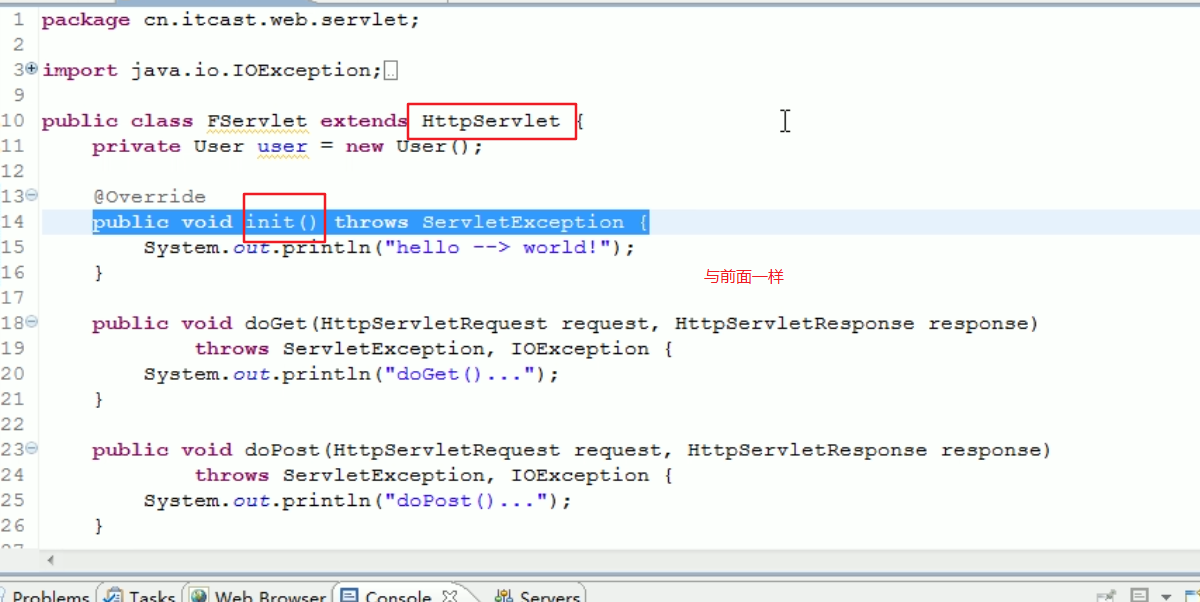 1 package cn.itcast.web.servlet;
2
3 import java.io.IOException;
9
10 public class FServlet extends HttpServlet {
11 private User user = new User();
12
13 @Override
14 public void init() throws ServletException {
15 System.out.println("hello --> world!");
16 }
与前面一样
17
18 public void doGet(HttpServletRequest request, HttpServletResponse response)
19 throws ServletException, IOException {
20 System.out.println("doGet()...");
21 }
22
23 public void doPost(HttpServletRequest request, HttpServletResponse response)
24 throws ServletException, IOException {
25 System.out.println("doPost()...");
26 }
27
Problems Tasks Web Browser Console Servers